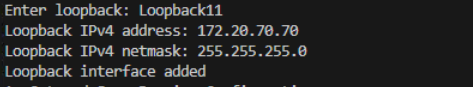 Enter loopback: Loopback11
Loopback IPv4 address: 172.20.70.70
Loopback IPv4 netmask: 255.255.255.0
Loopback interface added